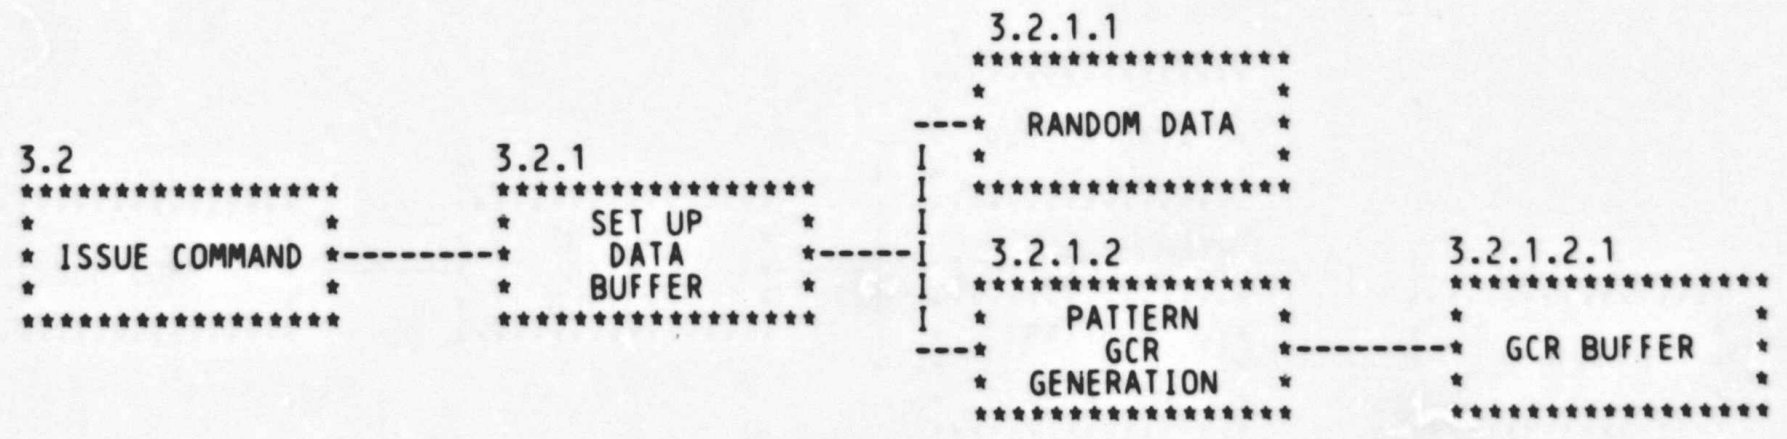 3.2
ISSUE COMMAND
3.2.1
SET UP
DATA
BUFFER
3.2.1.1
RANDOM DATA
3.2.1.2
PATTERN
GCR
GENERATION
3.2.1.2.1
GCR BUFFER